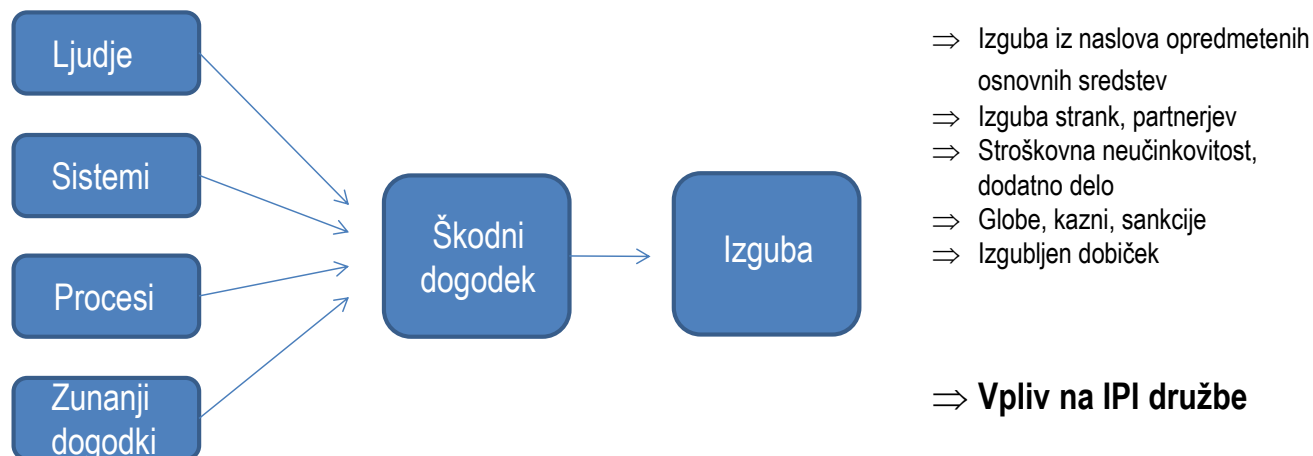 Ljudje
Sistemi
Procesi
Zunanji
dogodki
Škodni
dogodek
Izguba
⇒ Izguba iz naslova opredmetenih
osnovnih sredstev
⇒ Izguba strank, partnerjev
⇒ Stroškovna neučinkovitost,
dodatno delo
⇒ Globe, kazni, sankcije
⇒ Izgubljen dobiček
⇒ Vpliv na IPI družbe